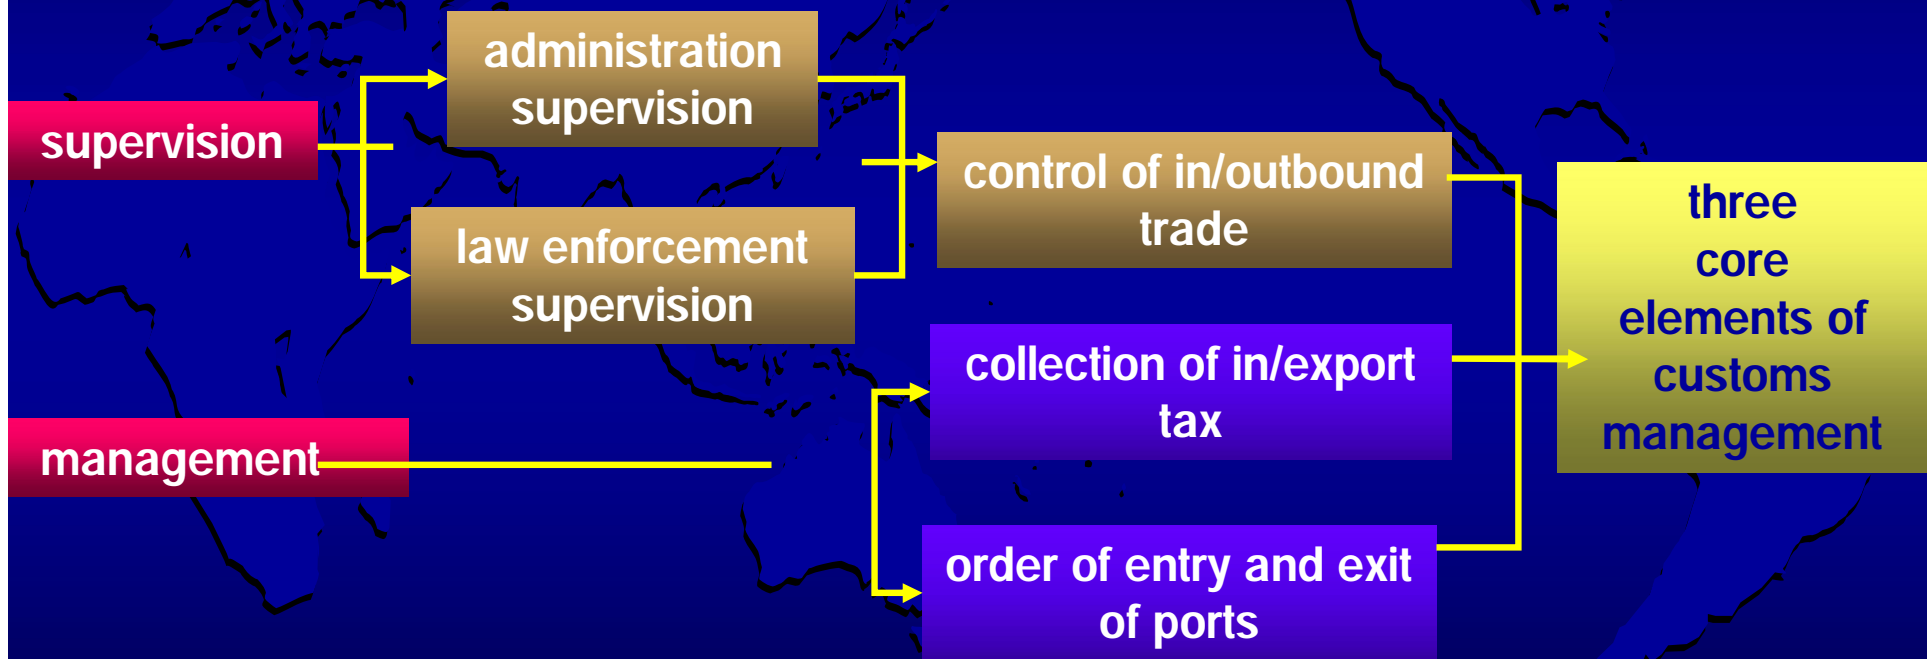 administration
supervision
supervision
law enforcement
supervision
control of in/outbound
trade
collection of in/export
tax
management
order of entry and exit
of ports
three
core
elements of
customs
management